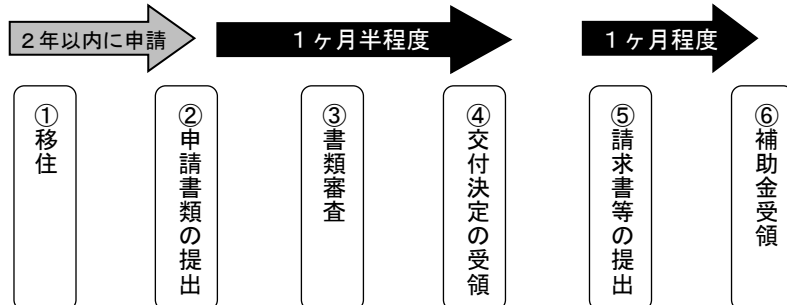 ２年以内に申請
１ヶ月半程度
１ヶ月程度
①移住
②申請書類の提出
③書類審査
④交付決定の受領
⑤請求書等の提出
⑥補助金受領